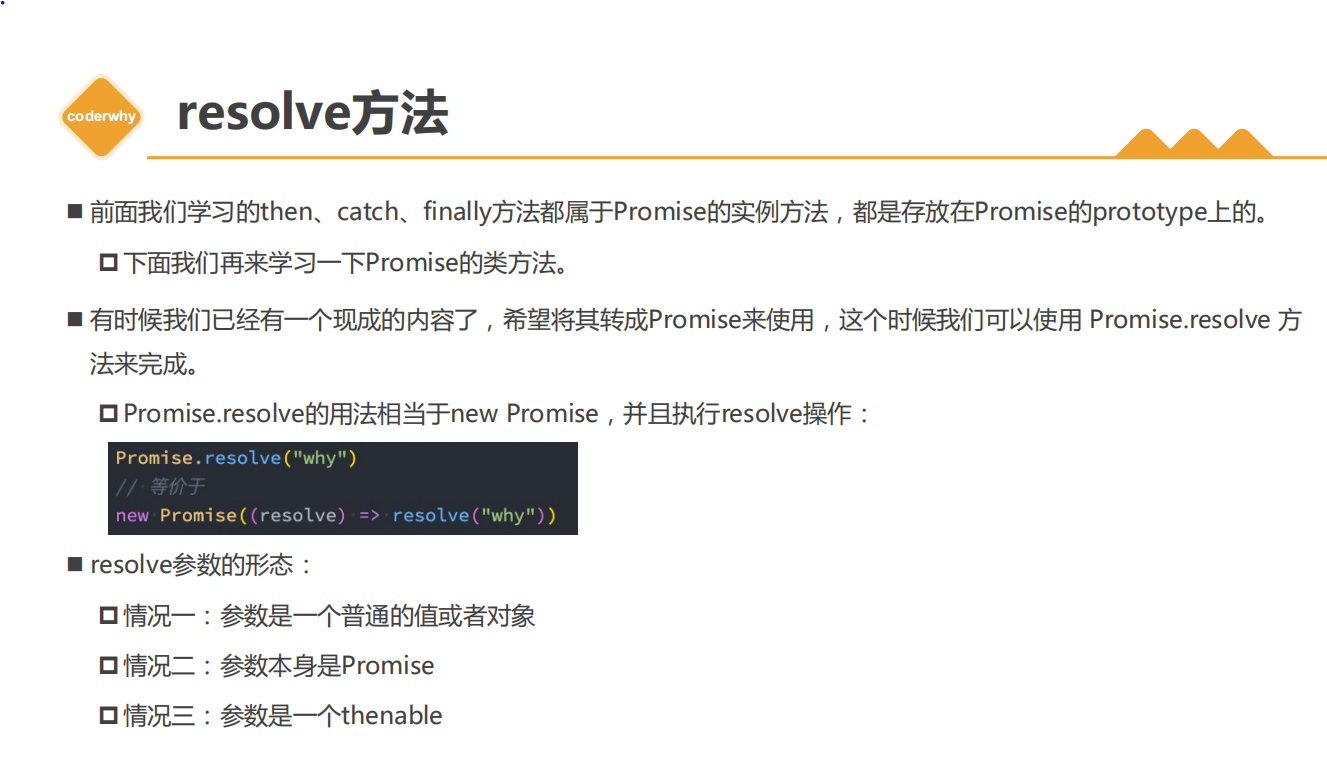 coderwhy
resolve方法
前面我们学习的then、catch、finally方法都属于Promise的实例方法，都是存放在Promise的prototype上的。
下面我们再来学习一下Promise的类方法。
有时候我们已经有一个现成的内容了，希望将其转成Promise来使用，这个时候我们可以使用 Promise.resolve 方
法来完成。
Promise.resolve的用法相当于new Promise，并且执行resolve操作：
Promise.resolve("why")
// 等价于
new Promise((resolve) => resolve("why"))
resolve参数的形态：
情况一：参数是一个普通的值或者对象
情况二：参数本身是Promise
情况三：参数是一个thenable